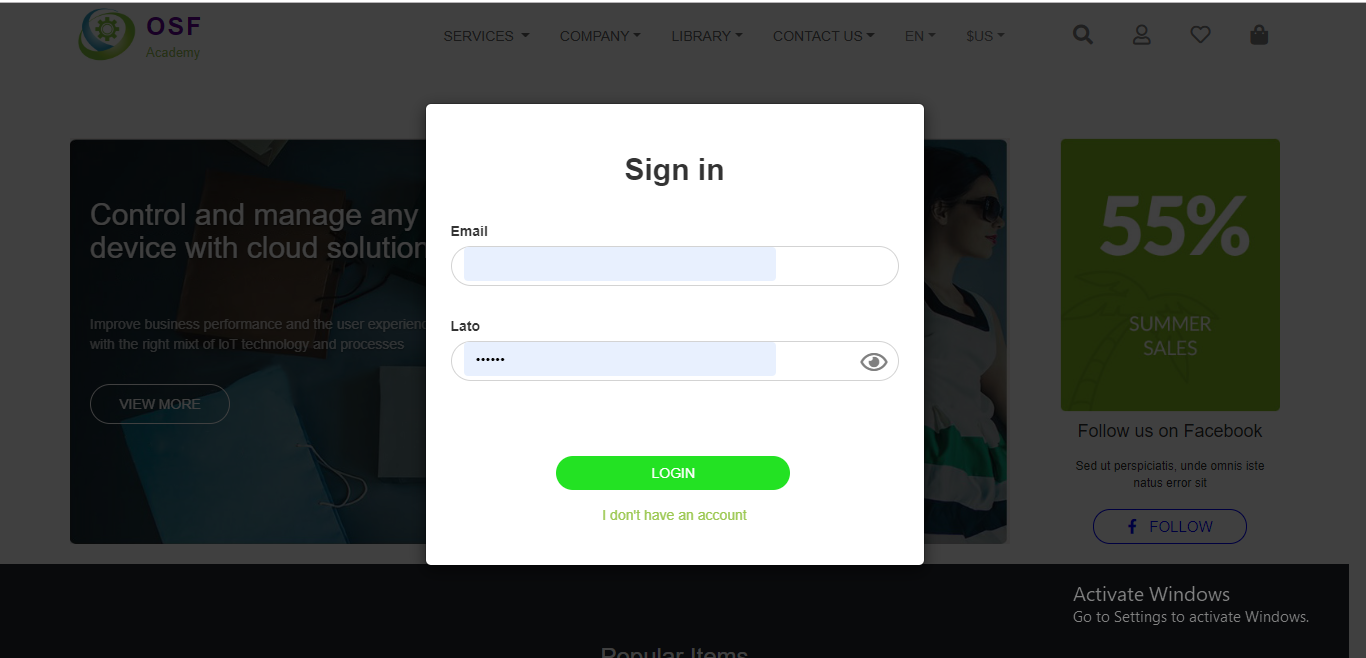 OSF
Academy
SERVICES
COMPANY
LIBRARY
CONTACT US
EN
$US
Control and manage any
device with cloud solution
Improve business performance and the user experienc
with the right mixt of IoT technology and processes
VIEW MORE
Sign in
Email
Lato
••••••
LOGIN
I don't have an account
55%
SUMMER
SALES
Follow us on Facebook
Sed ut perspiciatis, unde omnis iste
natus error sit
FOLLOW
Activate Windows
Go to Settings to activate Windows.
Popular Items